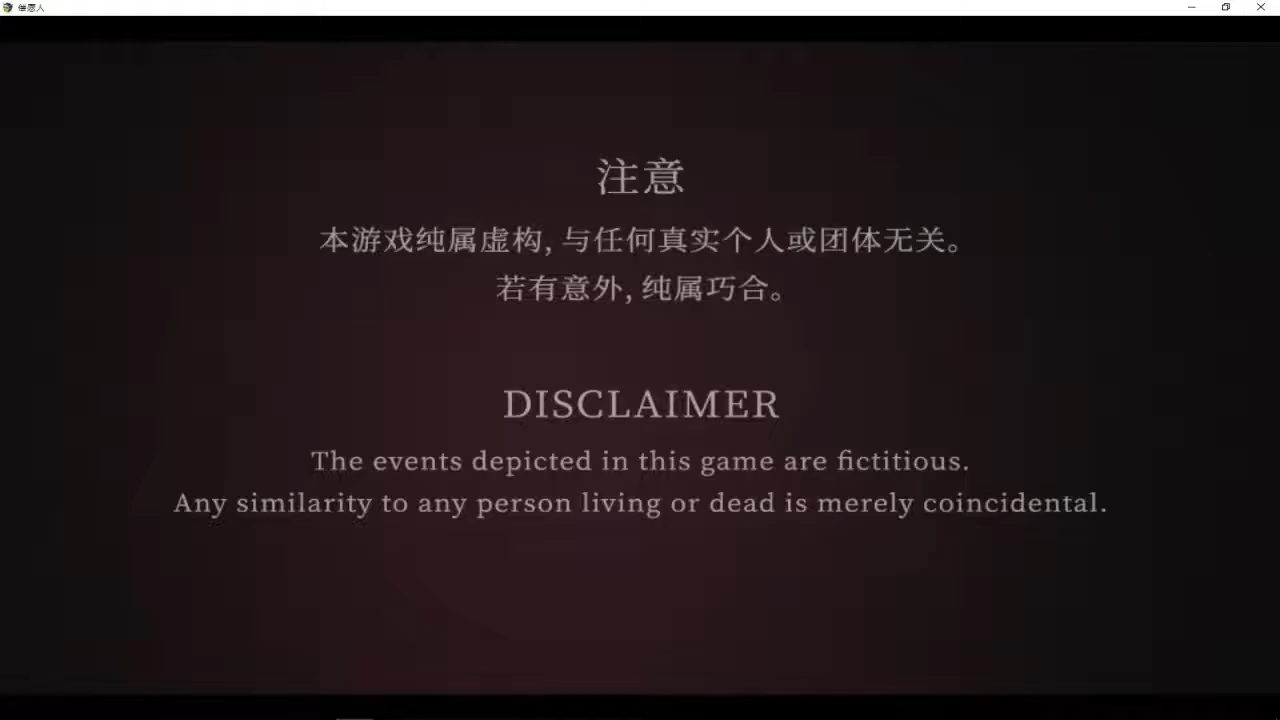 注意
本游戏纯属虚构, 与任何真实个人或团体无关。
若有意外, 纯属巧合。
DISCLAIMER
The events depicted in this game are fictitious.
Any similarity to any person living or dead is merely coincidental.